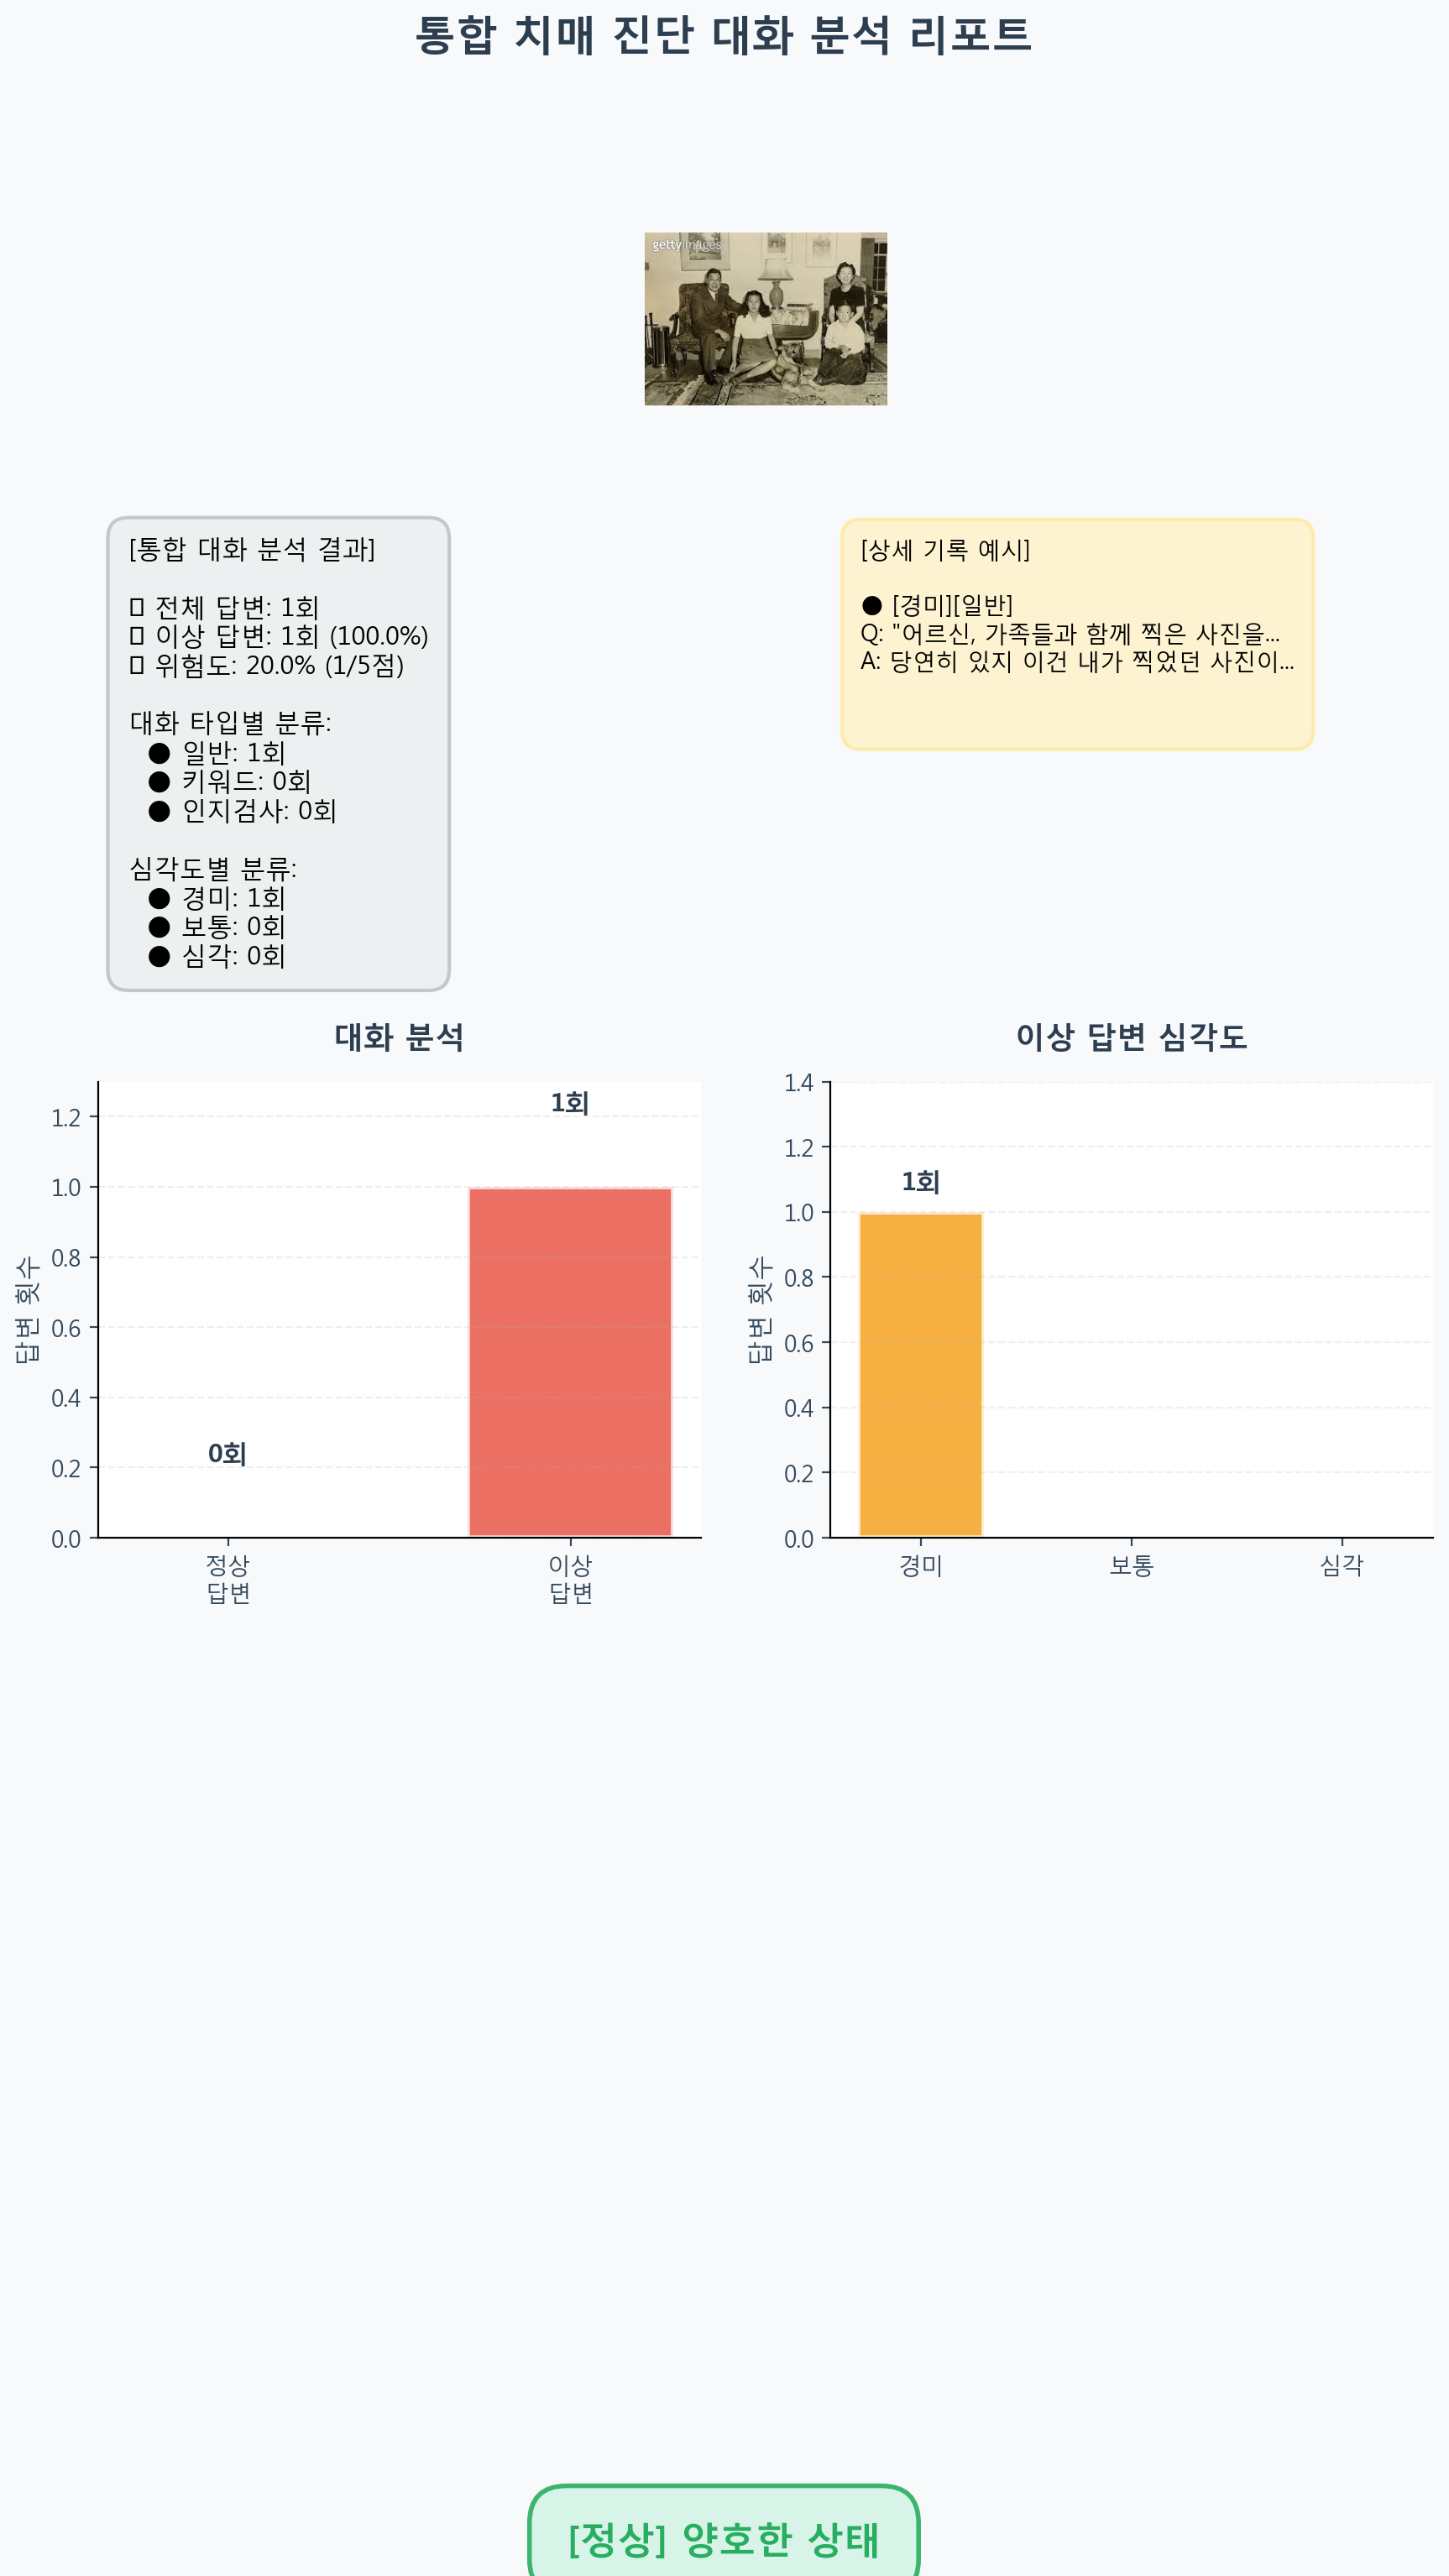 통합 치매 진단 대화 분석 리포트
gettyimages
[통합 대화 분석 결과]
전체 답변: 1회
이상 답변: 1회 (100.0%)
위험도: 20.0% (1/5점)
대화 타입별 분류:
● 일반: 1회
● 키워드: 0회
● 인지검사: 0회
심각도별 분류:
● 경미: 1회
● 보통: 0회
● 심각: 0회
[상세 기록 예시]
● [경미][일반]
Q: "어르신, 가족들과 함께 찍은 사진을...
A: 당연히 있지 이건 내가 찍었던 사진이...
대화 분석
답변 횟수
1.2
1.0
0.8
0.6
0.4
0.2
0.0
0회
1회
정상
답변
이상
답변
이상 답변 심각도
답변 횟수
1.4
1.2
1.0
0.8
0.6
0.4
0.2
0.0
1회
경미
보통
심각
[정상] 양호한 상태